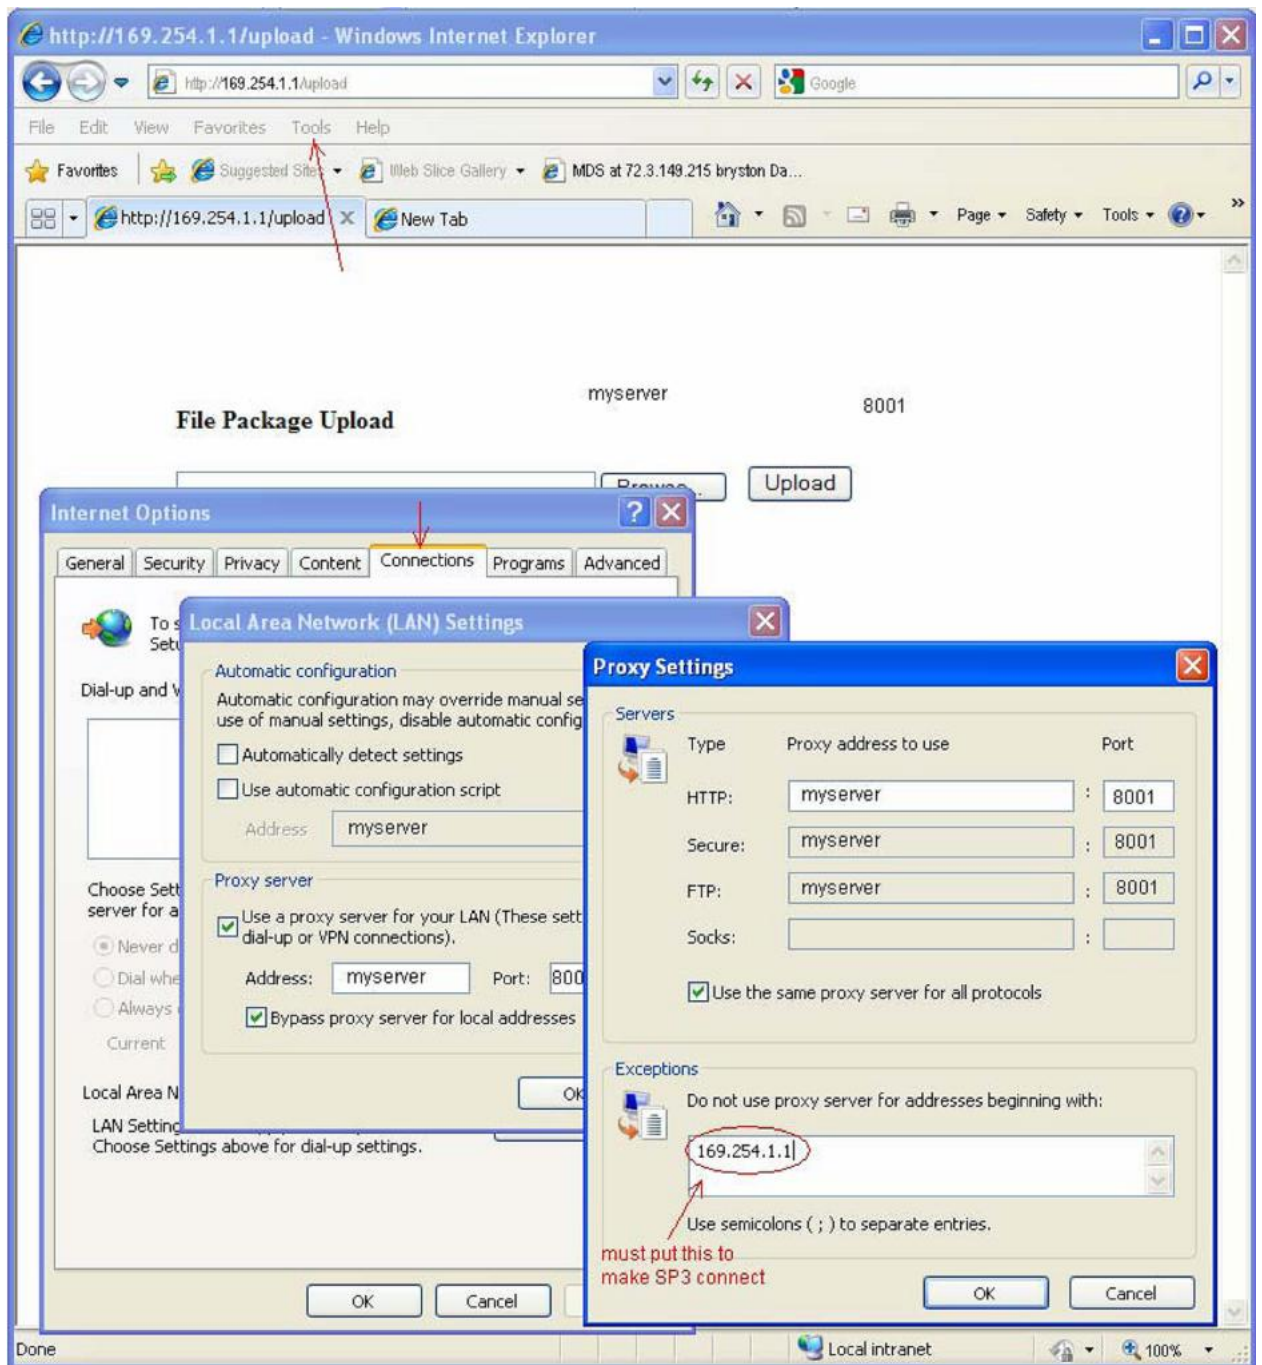 http://169.254.1.1/upload - Windows Internet Explorer
http://169.254.1.1/upload
Google
File Edit View Favorites Tools Help
Favorites Suggested Sites Web Slice Gallery MDS at 72.3.149.215 bryston Da...
http://169.254.1.1/upload New Tab Page Safety Tools
myserver
8001
File Package Upload
Browse... Upload
Internet Options
General Security Privacy Content Connections Programs Advanced
To s
Setu
Dial-up and V
Choose Sett
server for a
Never d
Dial whe
Always
Current
Local Area N
LAN Setting
Choose Settings above for dial-up settings.
OK Cancel
Local Area Network (LAN) Settings
Automatic configuration
Automatic configuration may override manual se
use of manual settings, disable automatic config
Automatically detect settings
Use automatic configuration script
Address myserver
Proxy server
Use a proxy server for your LAN (These sett
dial-up or VPN connections).
Address: myserver Port: 800
Bypass proxy server for local addresses
OK
Proxy Settings
Servers
Type Proxy address to use Port
HTTP: myserver : 8001
Secure: myserver : 8001
FTP: myserver : 8001
Socks: :
Use the same proxy server for all protocols
Exceptions
Do not use proxy server for addresses beginning with:
169.254.1.1
Use semicolons ( ; ) to separate entries.
must put this to
make SP3 connect
OK Cancel
Done Local intranet 100%